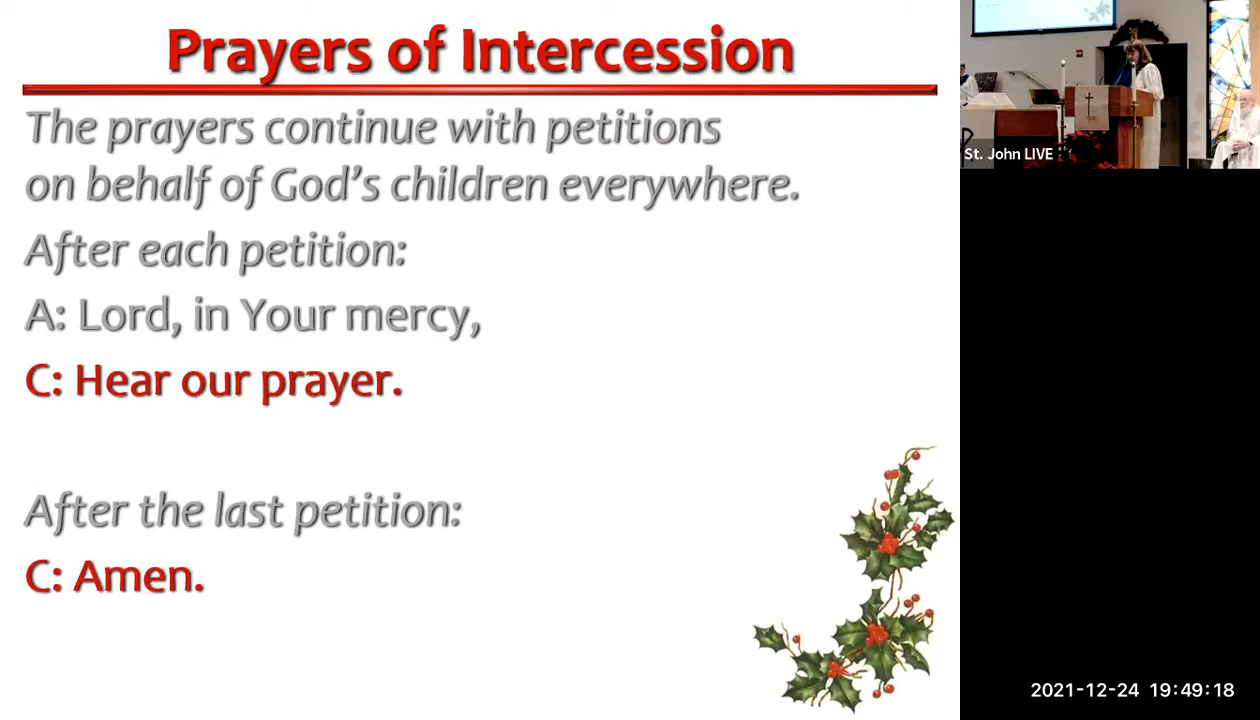 Prayers of Intercession
The prayers continue with petitions
on behalf of God's children everywhere.
After each petition:
A: Lord, in Your mercy,
C: Hear our prayer.
After the last petition:
C: Amen.
St. John LIVE
2021-12-24 19:49:18